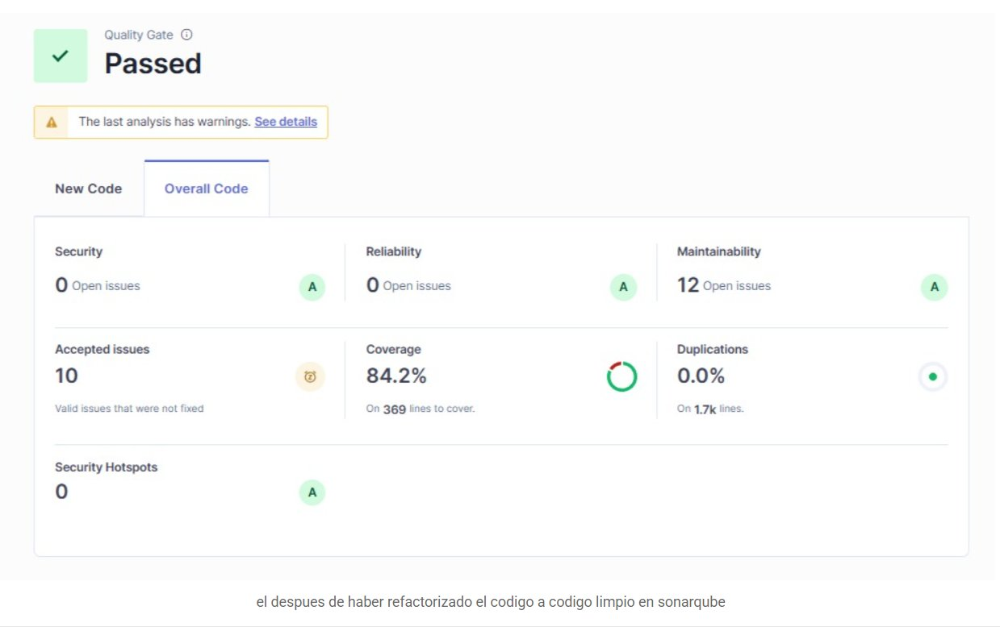 Quality Gate
Passed
The last analysis has warnings. See details
New Code
Overall Code
Security
0 Open issues
A
Reliability
0 Open issues
A
Maintainability
12 Open issues
A
Accepted issues
10
Valid issues that were not fixed
Coverage
84.2%
On 369 lines to cover.
Duplications
0.0%
On 1.7k lines.
Security Hotspots
0
A
el despues de haber refactorizado el codigo a codigo limpio en sonarqube